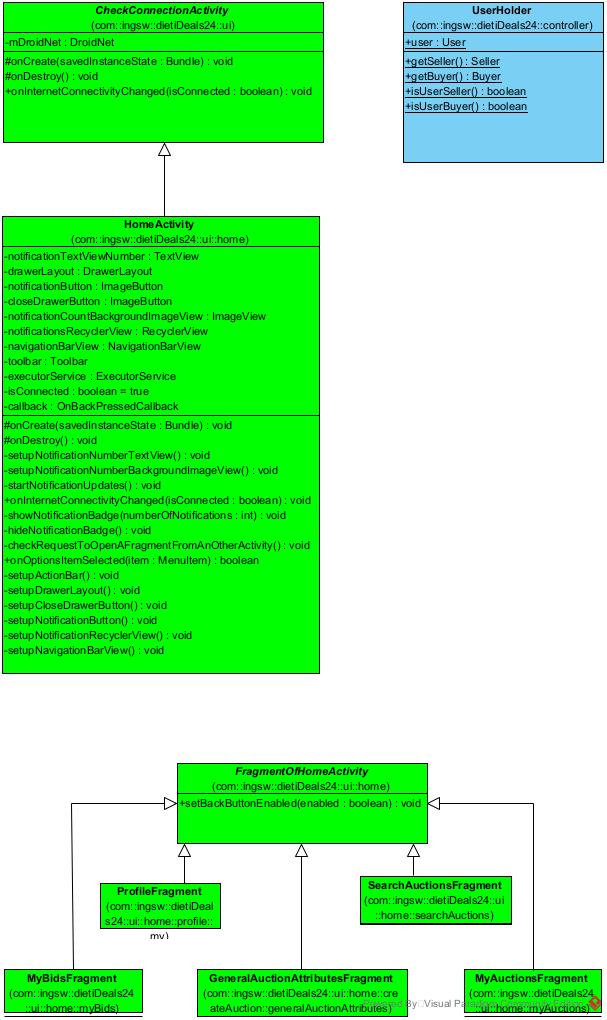 CheckConnectionActivity
(com::ingsw::dietiDeals24::ui)
-mDroidNet : DroidNet
#onCreate(savedInstanceState : Bundle) : void
#onDestroy() : void
+onInternetConnectivityChanged(isConnected : boolean) : void
UserHolder
(com::ingsw::dietiDeals24::controller)
+user : User
+getSeller() : Seller
+getBuyer() : Buyer
+isUserSeller() : boolean
+isUserBuyer() : boolean
HomeActivity
(com::ingsw::dietiDeals24::ui::home)
-notificationTextViewNumber : TextView
-drawerLayout : DrawerLayout
-notificationButton : ImageButton
-closeDrawerButton : ImageButton
-notificationCountBackgroundImageView : ImageView
-notificationsRecyclerView : RecyclerView
-navigationBarView : NavigationBarView
-toolbar : Toolbar
-executorService : ExecutorService
-isConnected : boolean = true
-callback : OnBackPressedCallback
#onCreate(savedInstanceState : Bundle) : void
#onDestroy() : void
-setupNotificationNumberTextView() : void
-setupNotificationNumberBackgroundImageView() : void
-startNotificationUpdates() : void
+onInternetConnectivityChanged(isConnected : boolean) : void
-showNotificationBadge(numberOfNotifications : int) : void
-hideNotificationBadge() : void
-checkRequestToOpenAFragmentFromAnOtherActivity() : void
+onOptionsItemSelected(item : MenuItem) : boolean
-setupActionBar() : void
-setupDrawerLayout() : void
-setupCloseDrawerButton() : void
-setupNotificationButton() : void
-setupNotificationRecyclerView() : void
-setupNavigationBarView() : void
FragmentOfHomeActivity
(com::ingsw::dietiDeals24::ui::home)
+setBackButtonEnabled(enabled : boolean) : void
ProfileFragment
(com::ingsw::dietiDeal
s24::ui::home::profile::
my)
SearchAuctionsFragment
(com::ingsw::dietiDeals24::ui
::home::searchAuctions)
MyBidsFragment
(com::ingsw::dietiDeals24
::ui::home::myBids)
GeneralAuctionAttributesFragment
(com::ingsw::dietiDeals24::ui::home::cre
ateAuction::generalAuctionAttributes)
MyAuctionsFragment
(com::ingsw::dietiDeals24
::ui::home::myAuctions)
Powered By: Visual Paradigm Community Edition